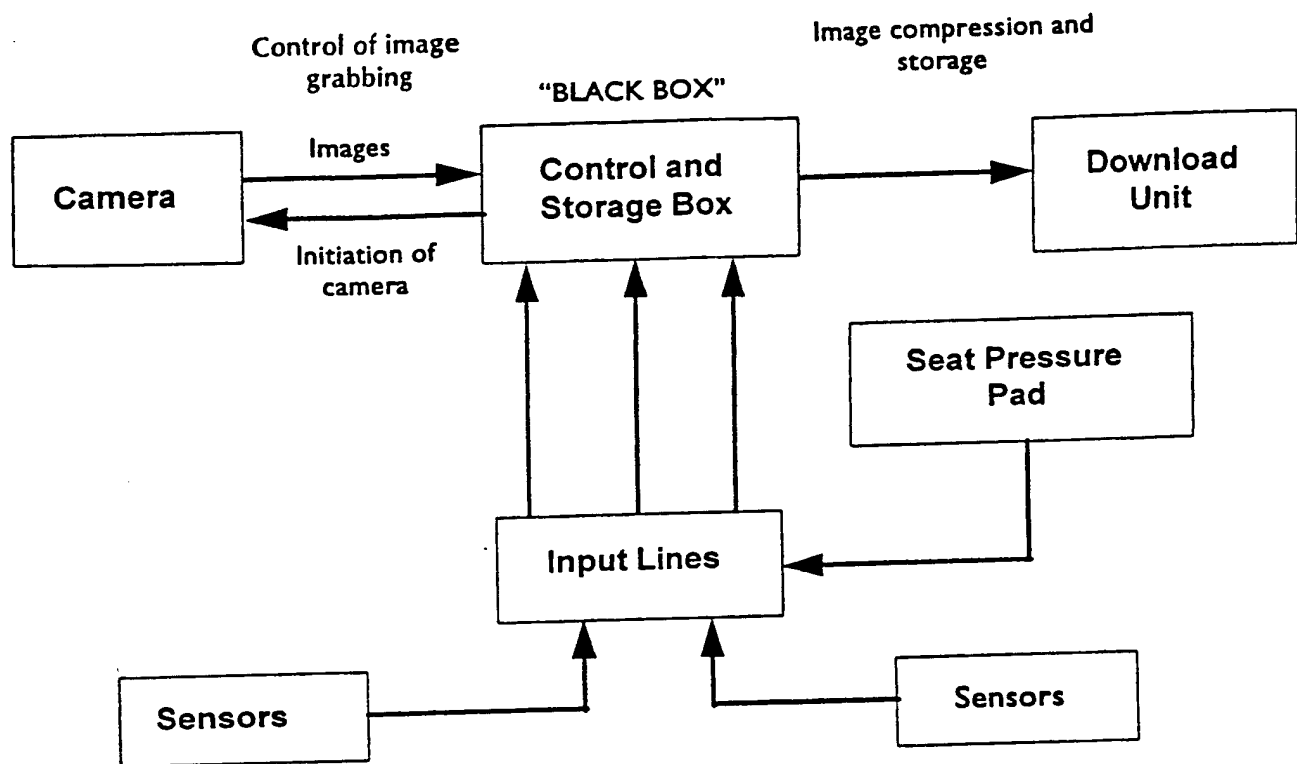 Control of image
grabbing
"BLACK BOX"
Image compression and
storage
Camera
Images
Initiation of
camera
Control and
Storage Box
Download
Unit
Seat Pressure
Pad
Input Lines
Sensors
Sensors